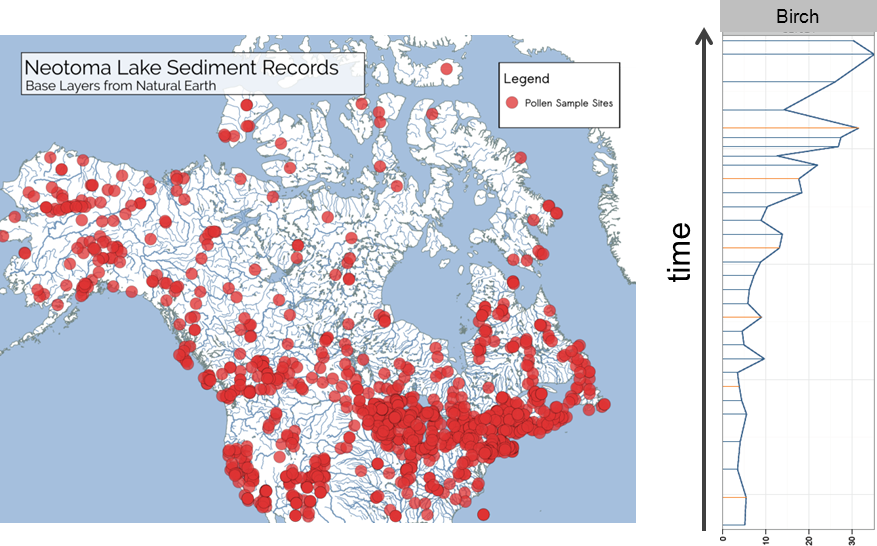 Neotoma Lake Sediment Records
Base Layers from Natural Earth
Legend
Pollen Sample Sites
Birch
time
0
10
20
30